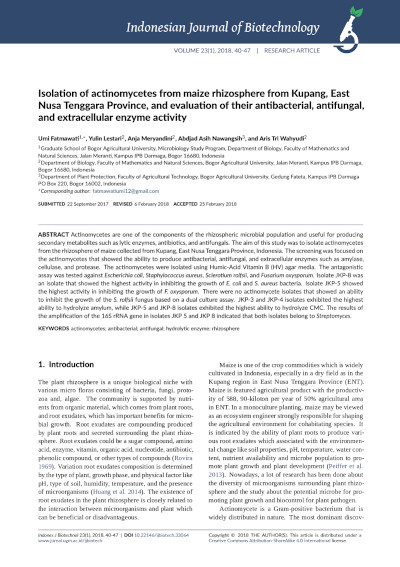 Indonesian Journal of Biotechnology
VOLUME 23(1), 2018, 40-47 | RESEARCH ARTICLE
Isolation of actinomycetes from maize rhizosphere from Kupang, East
Nusa Tenggara Province, and evaluation of their antibacterial, antifungal,
and extracellular enzyme activity
Umi Fatmawati1,*, Yulin Lestari2, Anja Meryandini2, Abdjad Asih Nawangsih3, and Aris Tri Wahyudi2
1Graduate School of Bogor Agricultural University, Microbiology Study Program, Department of Biology, Faculty of Mathematics and
Natural Sciences, Jalan Meranti, Kampus IPB Darmaga, Bogor 16680, Indonesia
2Department of Biology, Faculty of Mathematics and Natural Sciences, Bogor Agricultural University, Jalan Meranti, Kampus IPB Darmaga,
Bogor 16680, Indonesia
3Department of Plant Protection, Faculty of Agricultural Technology, Bogor Agricultural University, Gedung Fateta, Kampus IPB Darmaga
PO Box 220, Bogor 16002, Indonesia
*Corresponding author: fatmawatiumi12@gmail.com
SUBMITTED 22 September 2017 REVISED 6 February 2018 ACCEPTED 25 February 2018
ABSTRACT Actinomycetes are one of the components of the rhizospheric microbial population and useful for producing
secondary metabolites such as lytic enzymes, antibiotics, and antifungals. The aim of this study was to isolate actinomycetes
from the rhizosphere of maize collected from Kupang, East Nusa Tenggara Province, Indonesia. The screening was focused on
the actinomycetes that showed the ability to produce antibacterial, antifungal, and extracellular enzymes such as amylase,
cellulase, and protease. The actinomycetes were isolated using Humic-Acid Vitamin B (HV) agar media. The antagonistic
assay was tested against Escherichia coli, Staphylococcus aureus, Sclerotium rolfsii, and Fusarium oxysporum. Isolate JKP-8 was
an isolate that showed the highest activity in inhibiting the growth of E. coli and S. aureus bacteria. Isolate JKP-5 showed
the highest activity in inhibiting the growth of F. oxysporum. There were no actinomycete isolates that showed an ability
to inhibit the growth of the S. rolfsii fungus based on a dual culture assay. JKP-3 and JKP-4 isolates exhibited the highest
ability to hydrolyze amylum, while JKP-5 and JKP-8 isolates exhibited the highest ability to hydrolyze CMC. The results of
the amplification of the 16S rRNA gene in isolates JKP 5 and JKP 8 indicated that both isolates belong to Streptomyces.
KEYWORDS actinomycetes; antibacterial; antifungal; hydrolytic enzyme; rhizosphere
1. Introduction
The plant rhizosphere is a unique biological niche with
various micro floras consisting of bacteria, fungi, proto-
zoa and, algae. The community is supported by nutri-
ents from organic material, which comes from plant roots,
and root exudates, which has important benefits for micro-
bial growth. Root exudates are compounding produced
by plant roots and secreted surrounding the plant rhizo-
sphere. Root exudates could be a sugar compound, amino
acid, enzyme, vitamin, organic acid, nucleotide, antibiotic,
phenolic compound, or other types of compounds (Rovira
1969). Variation root exudates composition is determined
by the type of plant, growth phase, and physical factor like
pH, type of soil, humidity, temperature, and the presence
of microorganisms (Huang et al. 2014). The existence of
root exudates in the plant rhizosphere is closely related to
the interaction between microorganisms and plant which
can be beneficial or disadvantageous.
Maize is one of the crop commodities which is widely
cultivated in Indonesia, especially in a dry field as in the
Kupang region in East Nusa Tenggara Province (ENT).
Maize is featured agricultural product with the productiv-
ity of 588, 90-kiloton per year of 50% agricultural area
in ENT. In a monoculture planting, maize may be viewed
as an ecosystem engineer strongly responsible for shaping
the agricultural environment for cohabitating species. It
is indicated by the ability of plant roots to produce vari-
ous root exudates which associated with the environmen-
tal change like soil properties, pH, temperature, water con-
tent, nutrient availability and microbe population to pro-
mote plant growth and plant development (Peiffer et al.
2013). Nowadays, a lot of research has been done about
the diversity of microorganisms surrounding plant rhizo-
sphere and the study about the potential microbe for pro-
moting plant growth and biocontrol for plant pathogen.
Actinomycete is a Gram-positive bacterium that is
widely distributed in nature. The most dominant discov-
Indones J Biotechnol 23(1), 2018, 40-47 | DOI 10.22146/ijbiotech.33064
www.jurnal.ugm.ac.id/ijbiotech
Copyright © 2018 THE AUTHOR(S). This article is distributed under a
Creative Commons Attribution-ShareAlike 4.0 International license.